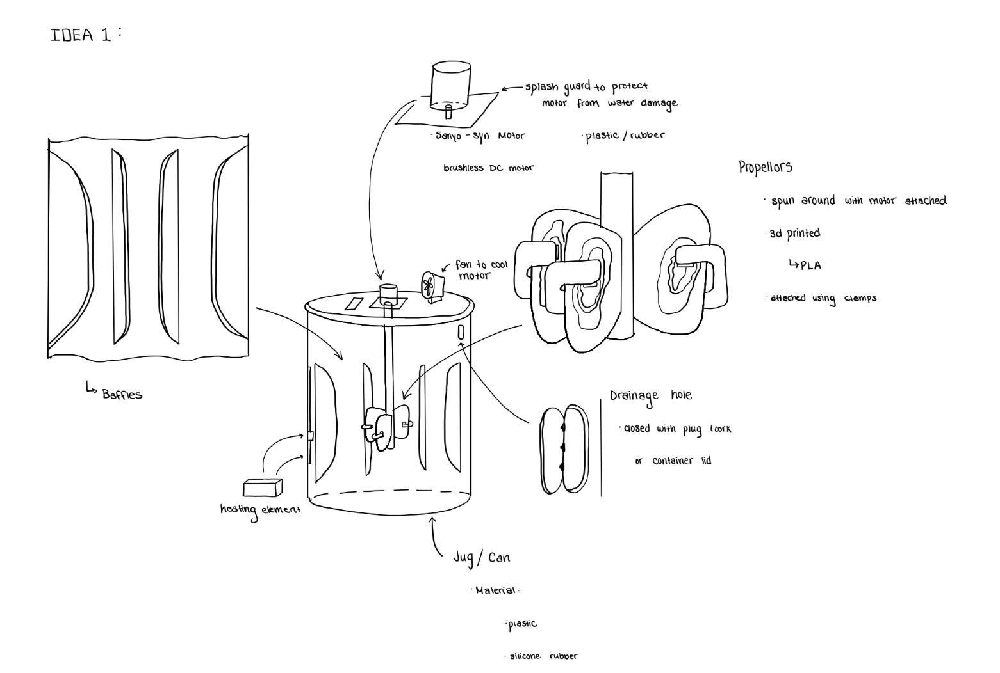 IDEA 1:
splash guard to protect
motor from water damage
· Sanyo - syn Motor
· plastic / rubber
brushless DC motor
Propellors
· spun around with motor attached
· 3d printed
↳ PLA
· attached using clamps
fan to cool
motor
↳ Baffles
Drainage hole
· closed with plug (cork
or container lid
heating element
Jug / Can
· Material:
· plastic
· silicone rubber